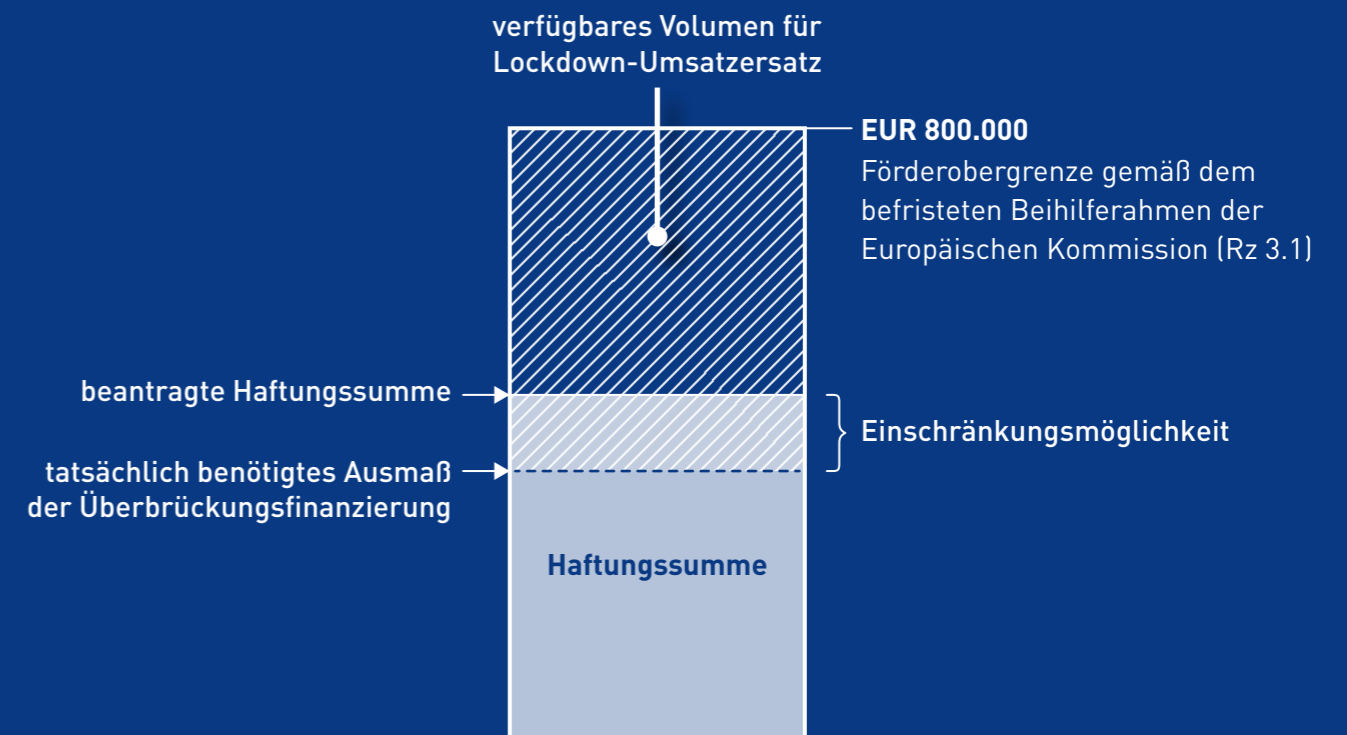 verfügbares Volumen für
Lockdown-Umsatzersatz
EUR 800.000
Förderobergrenze gemäß dem
befristeten Beihilferahmen der
Europäischen Kommission (Rz 3.1)
beantragte Haftungssumme
Einschränkungsmöglichkeit
tatsächlich benötigtes Ausmaß
der Überbrückungsfinanzierung
Haftungssumme